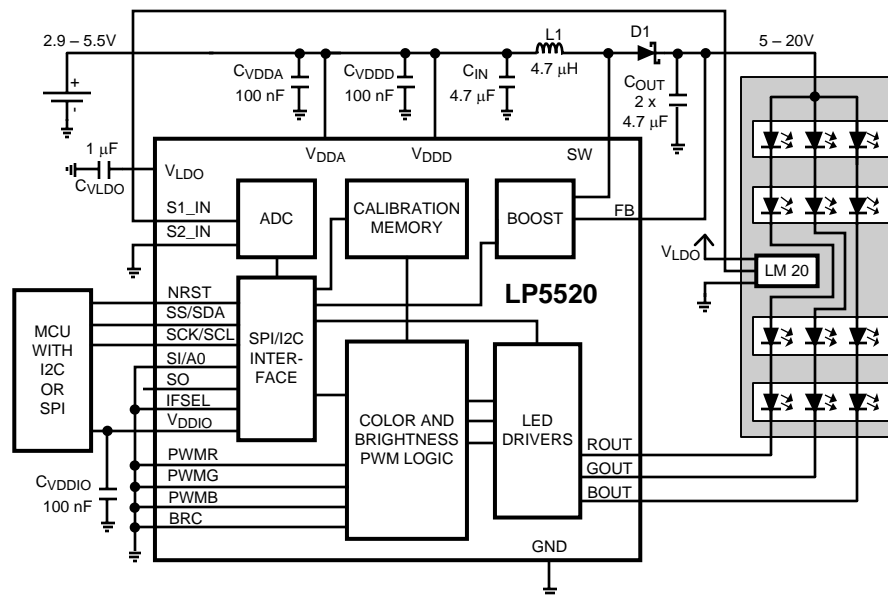 2.9 – 5.5V
L1
4.7 μH
D1
5 – 20V
CVDDA
100 nF
CVDDD
100 nF
CIN
4.7 μF
COUT
2 x
4.7 μF
+
-
1 μF
CVLDO
VLDO
VDDA
VDDD
SW
S1_IN
S2_IN
ADC
CALIBRATION
MEMORY
BOOST
FB
VLDO
LM 20
LP5520
MCU
WITH
I2C
OR
SPI
NRST
SS/SDA
SCK/SCL
SI/A0
SO
IFSEL
VDDIO
SPI/I2C
INTER-
FACE
COLOR AND
BRIGHTNESS
PWM LOGIC
LED
DRIVERS
ROUT
GOUT
BOUT
CVDDIO
100 nF
PWMR
PWMG
PWMB
BRC
GND